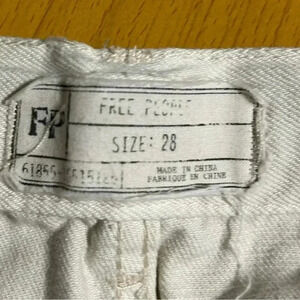 FREE PEOPLE
FP
SIZE: 28
MADE IN CHINA
FABRIQUE EN CHINE